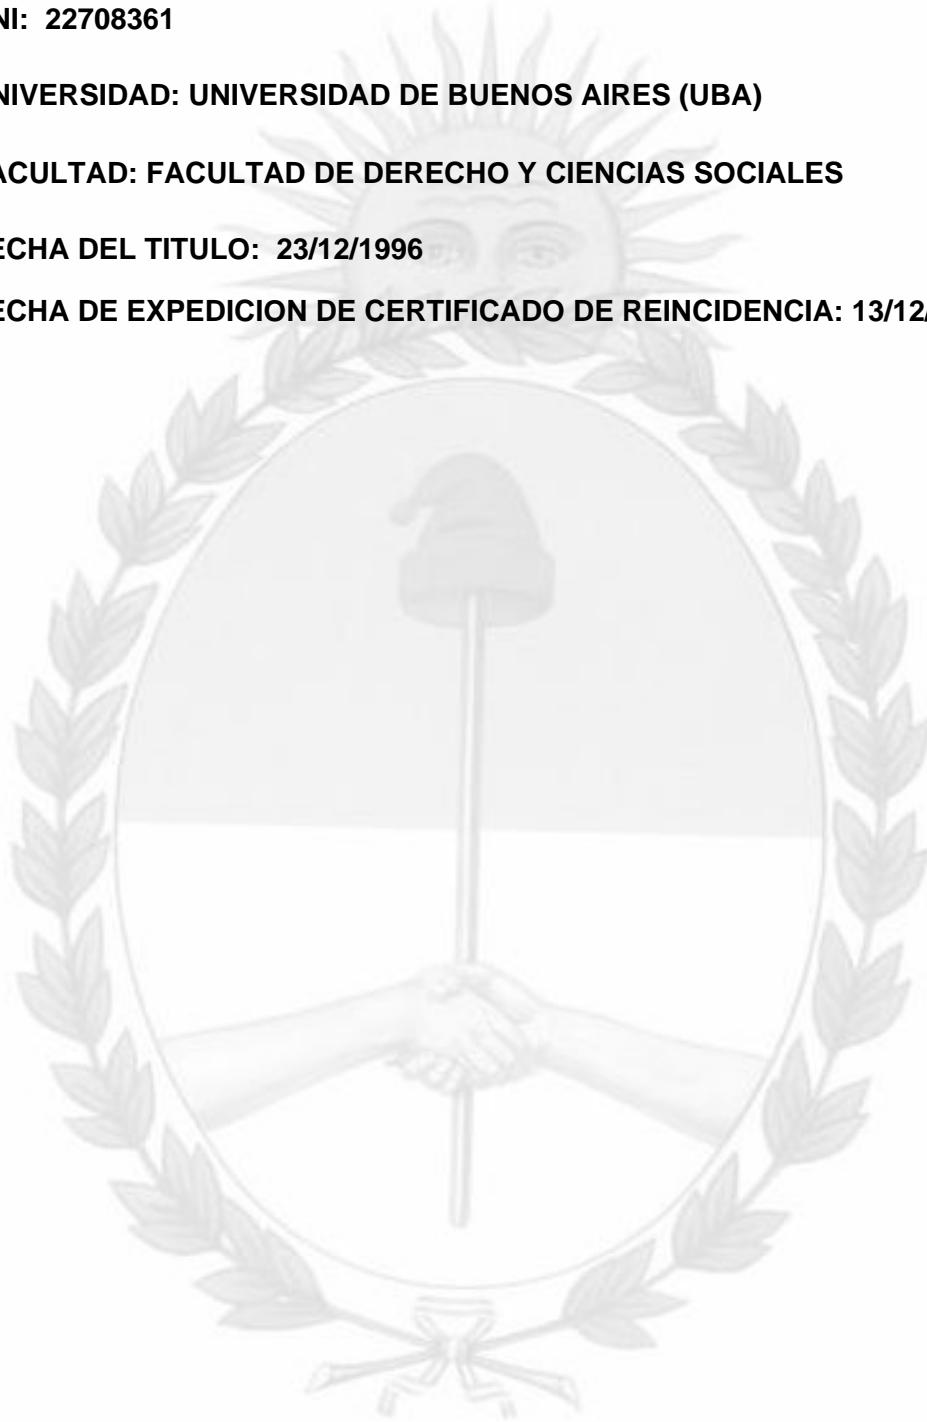 NI: 22708361
NIVERSIDAD: UNIVERSIDAD DE BUENOS AIRES (UBA)
ACULTAD: FACULTAD DE DERECHO Y CIENCIAS SOCIALES
ECHA DEL TITULO: 23/12/1996
ECHA DE EXPEDICION DE CERTIFICADO DE REINCIDENCIA: 13/12/